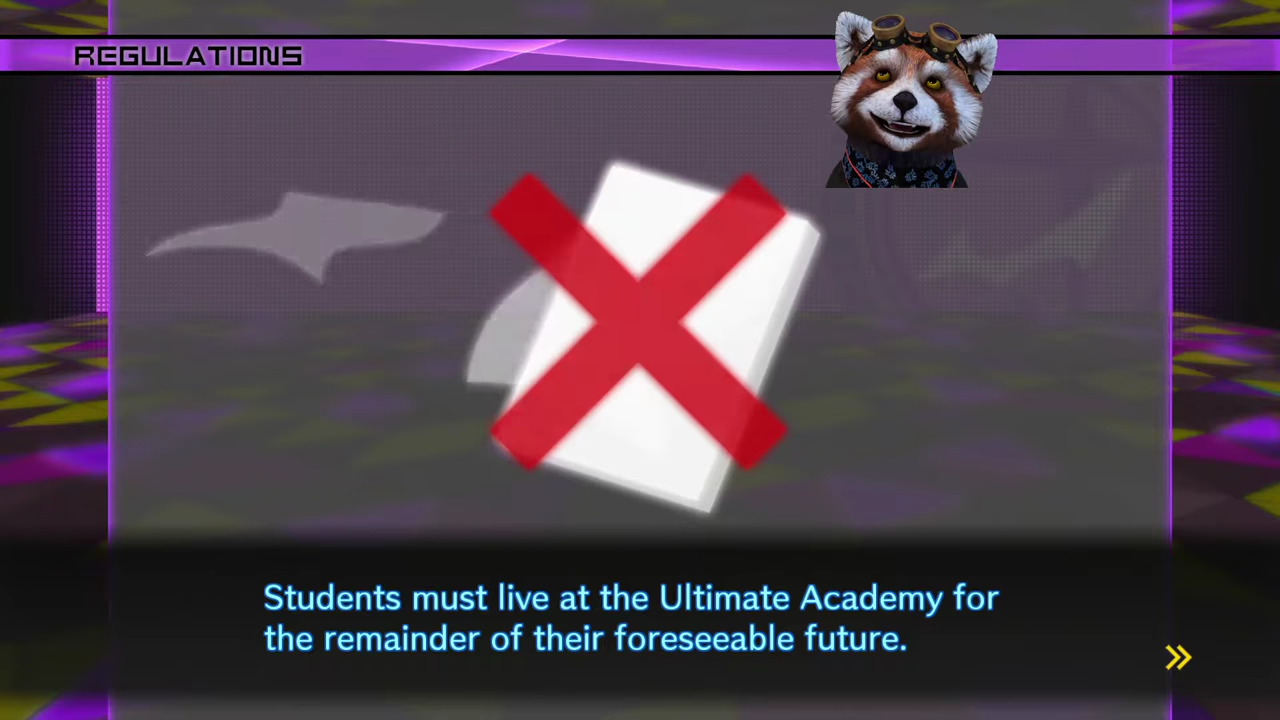 REGULATIONS
Students must live at the Ultimate Academy for
the remainder of their foreseeable future.